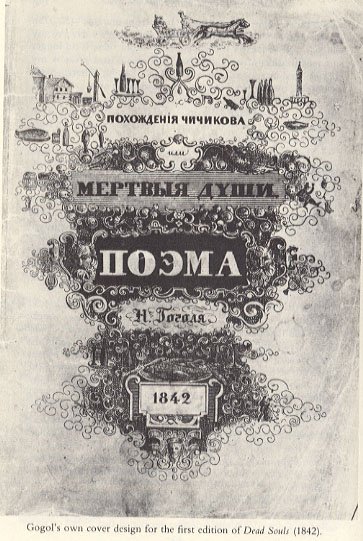 ПОХОЖДЕНІЯ ЧИЧИКОВА
или
МЕРТВЫЯ ДУШИ.
ПОЭМА
Н. Гоголя.
1842
Gogol's own cover design for the first edition of Dead Souls (1842).